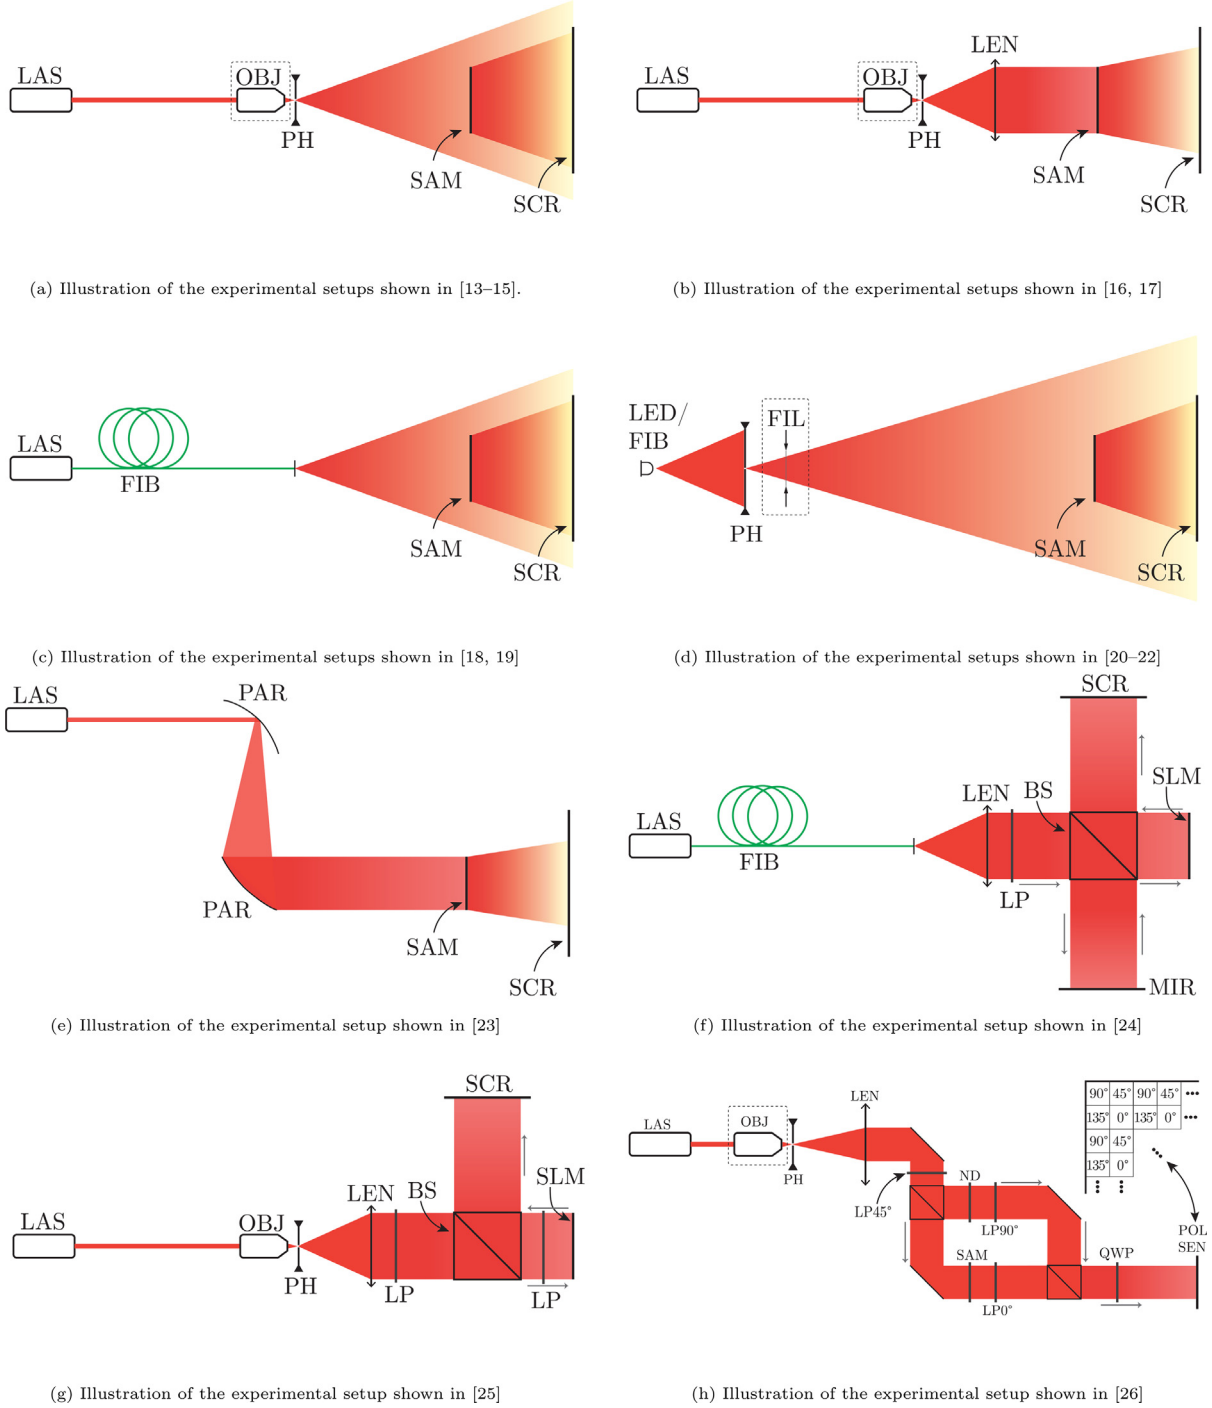 LAS
OBJ
PH
SAM
SCR
(a) Illustration of the experimental setups shown in [13–15].
LAS
OBJ
PH
LEN
SAM
SCR
(b) Illustration of the experimental setups shown in [16, 17]
LAS
FIB
SAM
SCR
(c) Illustration of the experimental setups shown in [18, 19]
LED/
FIB
PH
FIL
SAM
SCR
(d) Illustration of the experimental setups shown in [20–22]
LAS
PAR
PAR
SAM
SCR
(e) Illustration of the experimental setup shown in [23]
SCR
SLM
LEN
BS
LAS
FIB
LP
MIR
(f) Illustration of the experimental setup shown in [24]
SCR
SLM
LEN
BS
LAS
OBJ
PH
LP
LP
(g) Illustration of the experimental setup shown in [25]
90° 45° 90° 45° •••
135° 0° 135° 0° •••
90° 45°
135° 0°
LEN
LAS
OBJ
PH
ND
LP45°
LP90°
POL
SEN
SAM
QWP
LP0°
(h) Illustration of the experimental setup shown in [26]